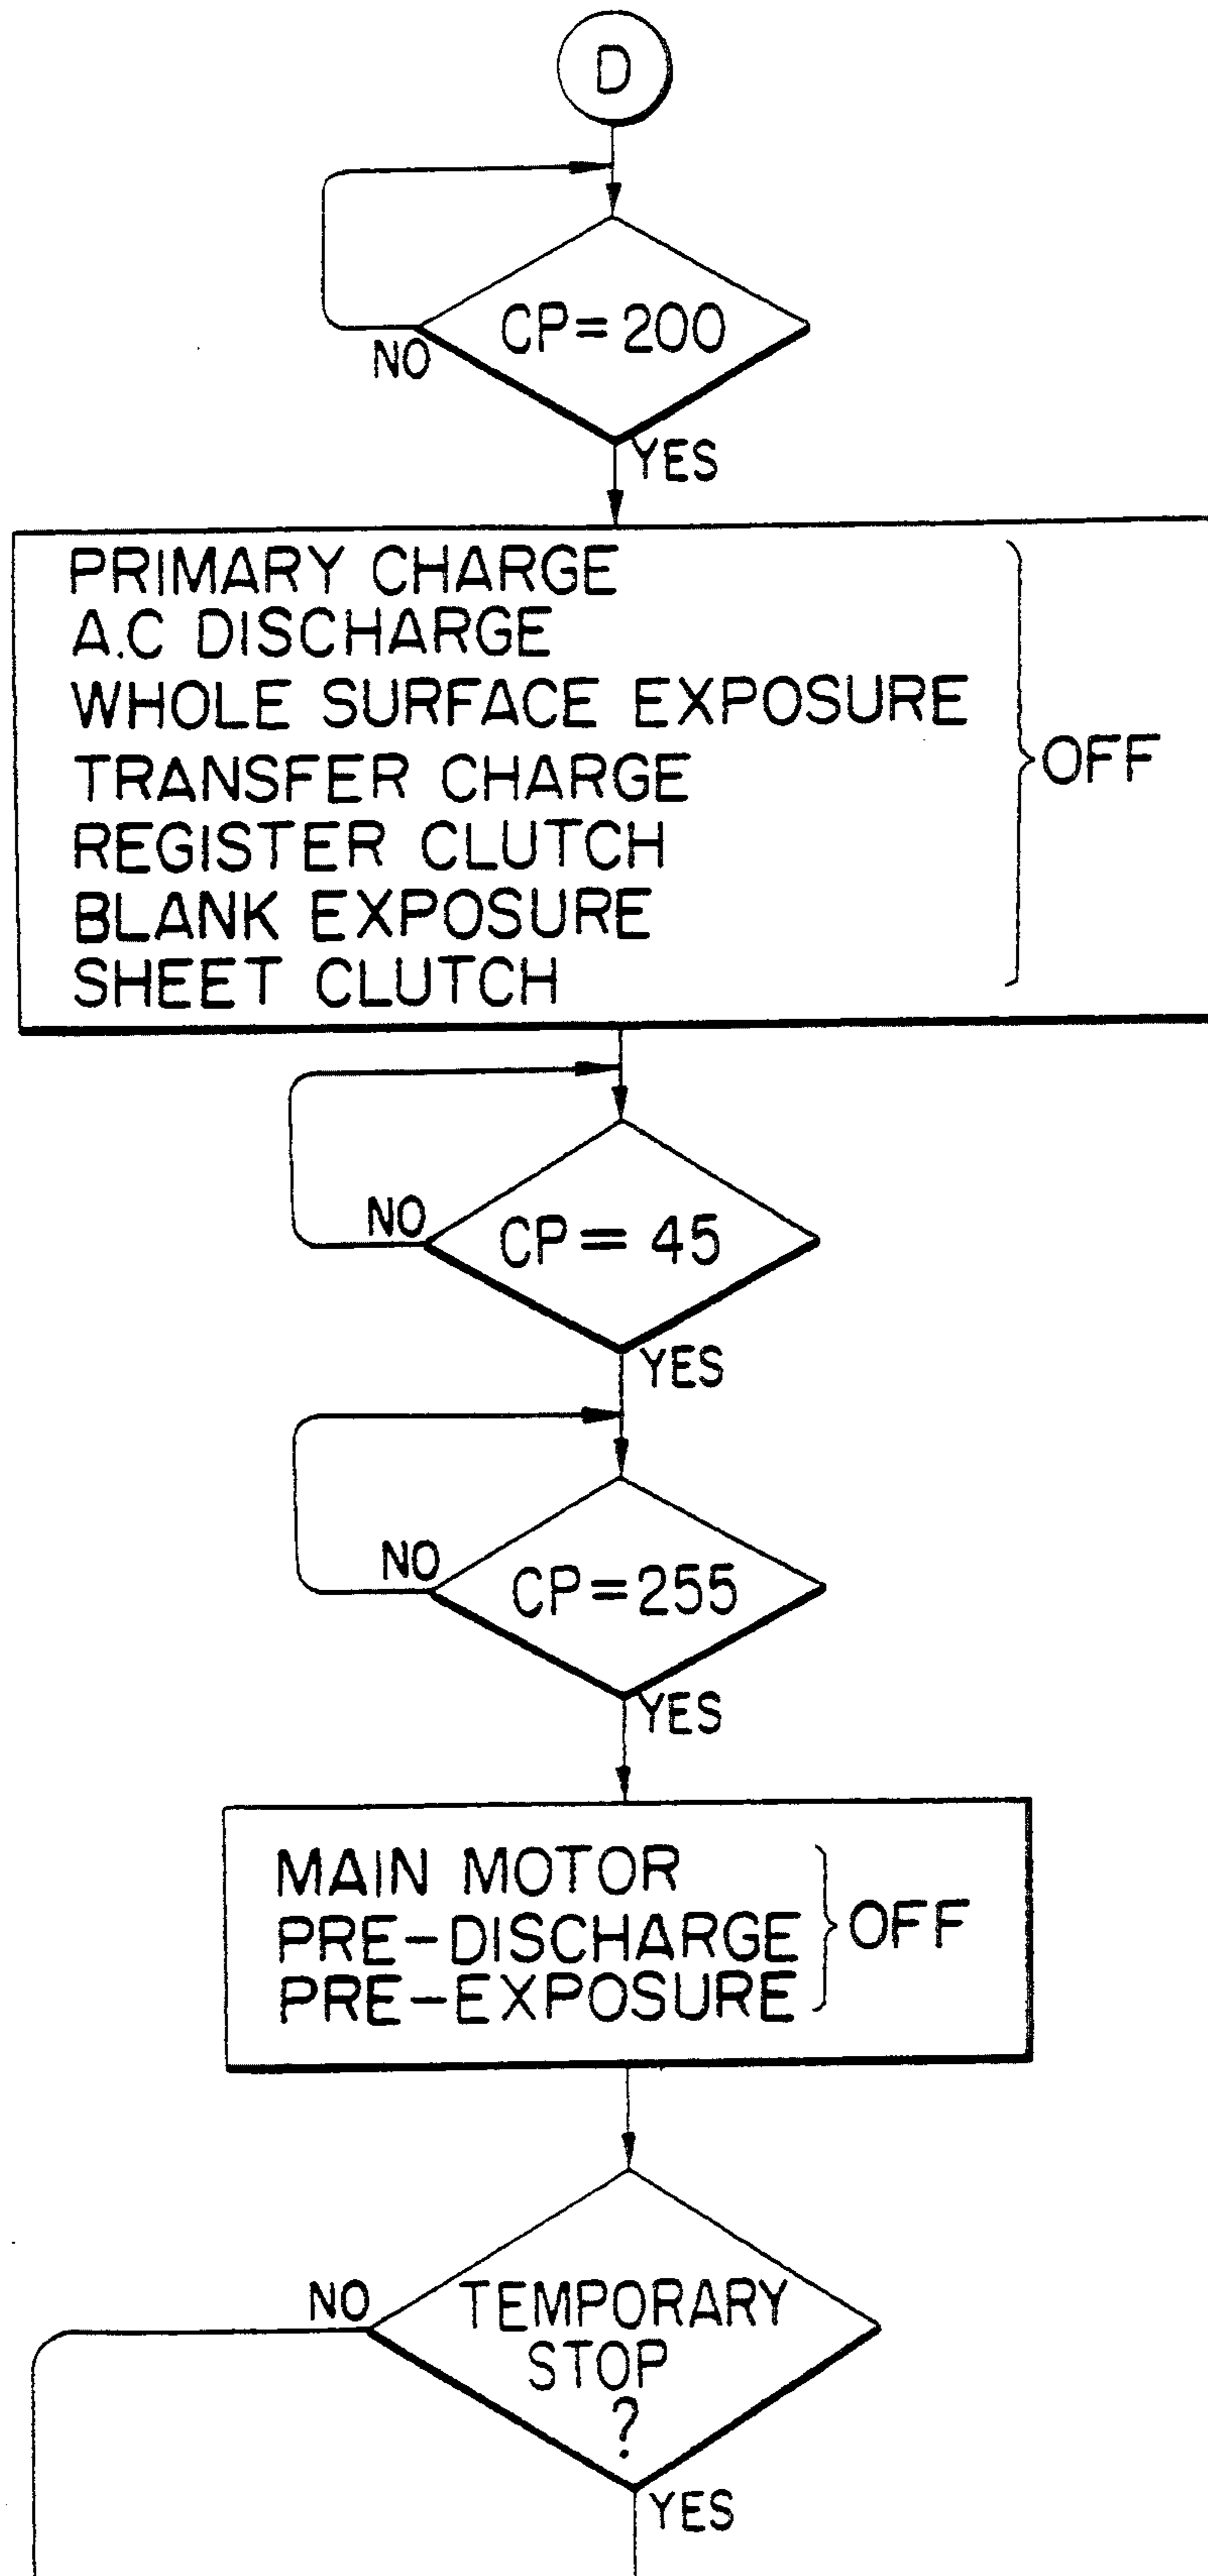 D
CP=200
NO
YES
PRIMARY CHARGE
A.C DISCHARGE
WHOLE SURFACE EXPOSURE
TRANSFER CHARGE
REGISTER CLUTCH
BLANK EXPOSURE
SHEET CLUTCH
OFF
NO
CP= 45
YES
NO
CP=255
YES
MAIN MOTOR
PRE-DISCHARGE
PRE-EXPOSURE
OFF
NO
TEMPORARY
STOP
?
YES